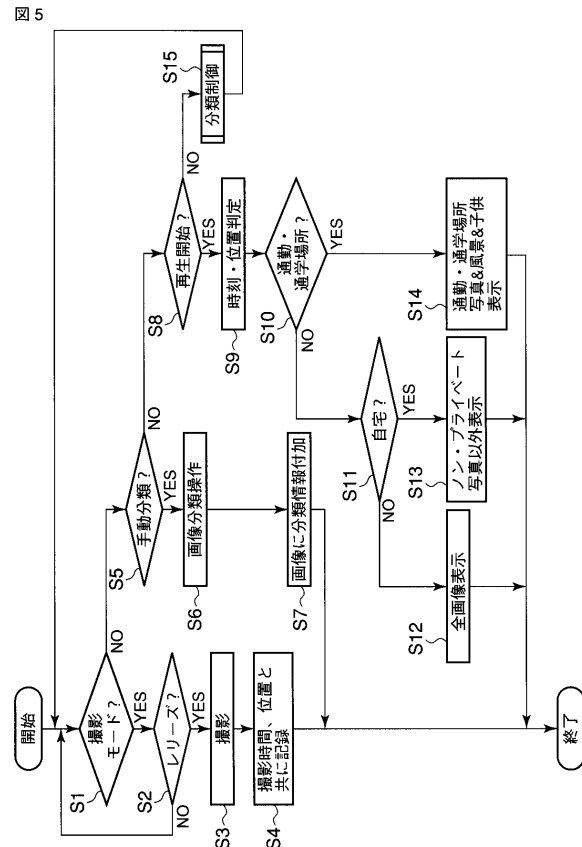 図5
開始
撮影
モード?
S1
YES
NO
レリーズ?
S2
YES
NO
撮影
S3
撮影時間、位置と
共に記録
S4
手動分類?
S5
YES
NO
画像分類操作
S6
画像に分類情報付加
S7
再生開始?
S8
YES
NO
時刻・位置判定
S9
通勤・
通学場所?
S10
YES
NO
自宅?
S11
YES
NO
全画像表示
S12
ノン・プライベート
写真以外表示
S13
通勤・通学場所
写真&風景&子供
表示
S14
分類制御
S15
終了